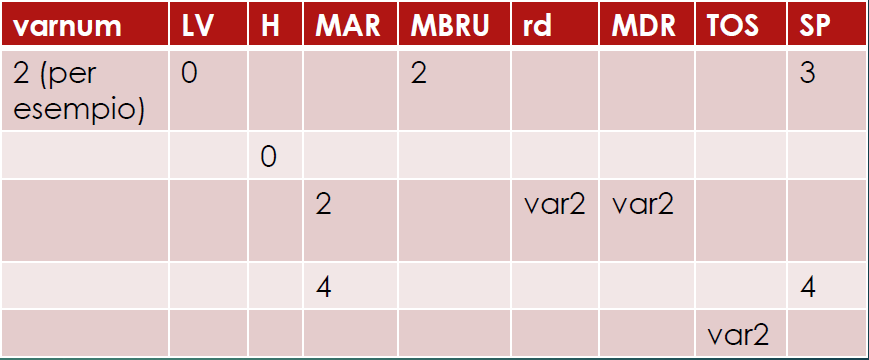 varnum LV H MAR MBRU rd MDR TOS SP
2 (per 0 2 3
esempio)
0
2 var2 var2
4 4
var2